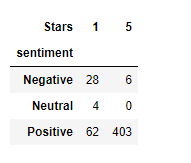 Stars 1 5
sentiment
Negative 28 6
Neutral 4 0
Positive 62 403